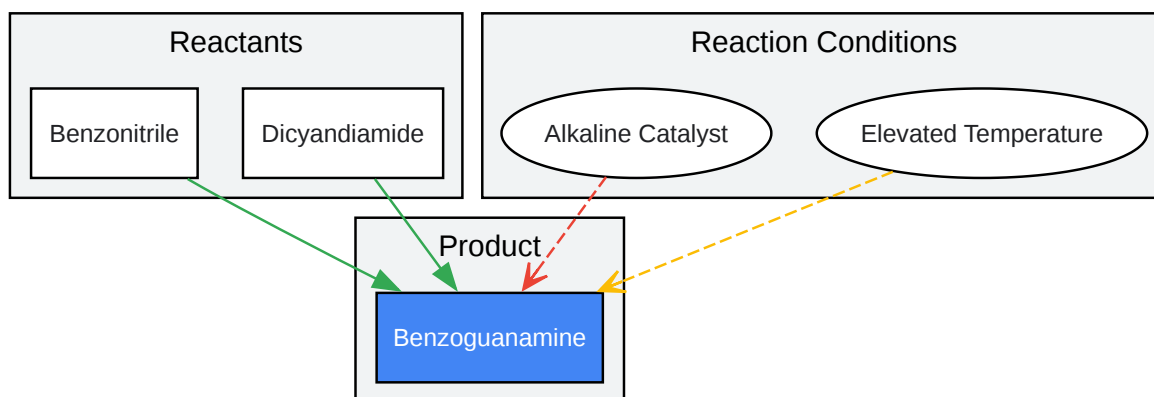 Reactants
Reaction Conditions
Benzonitrile
Dicyandiamide
Alkaline Catalyst
Elevated Temperature
Product
Benzoguanamine